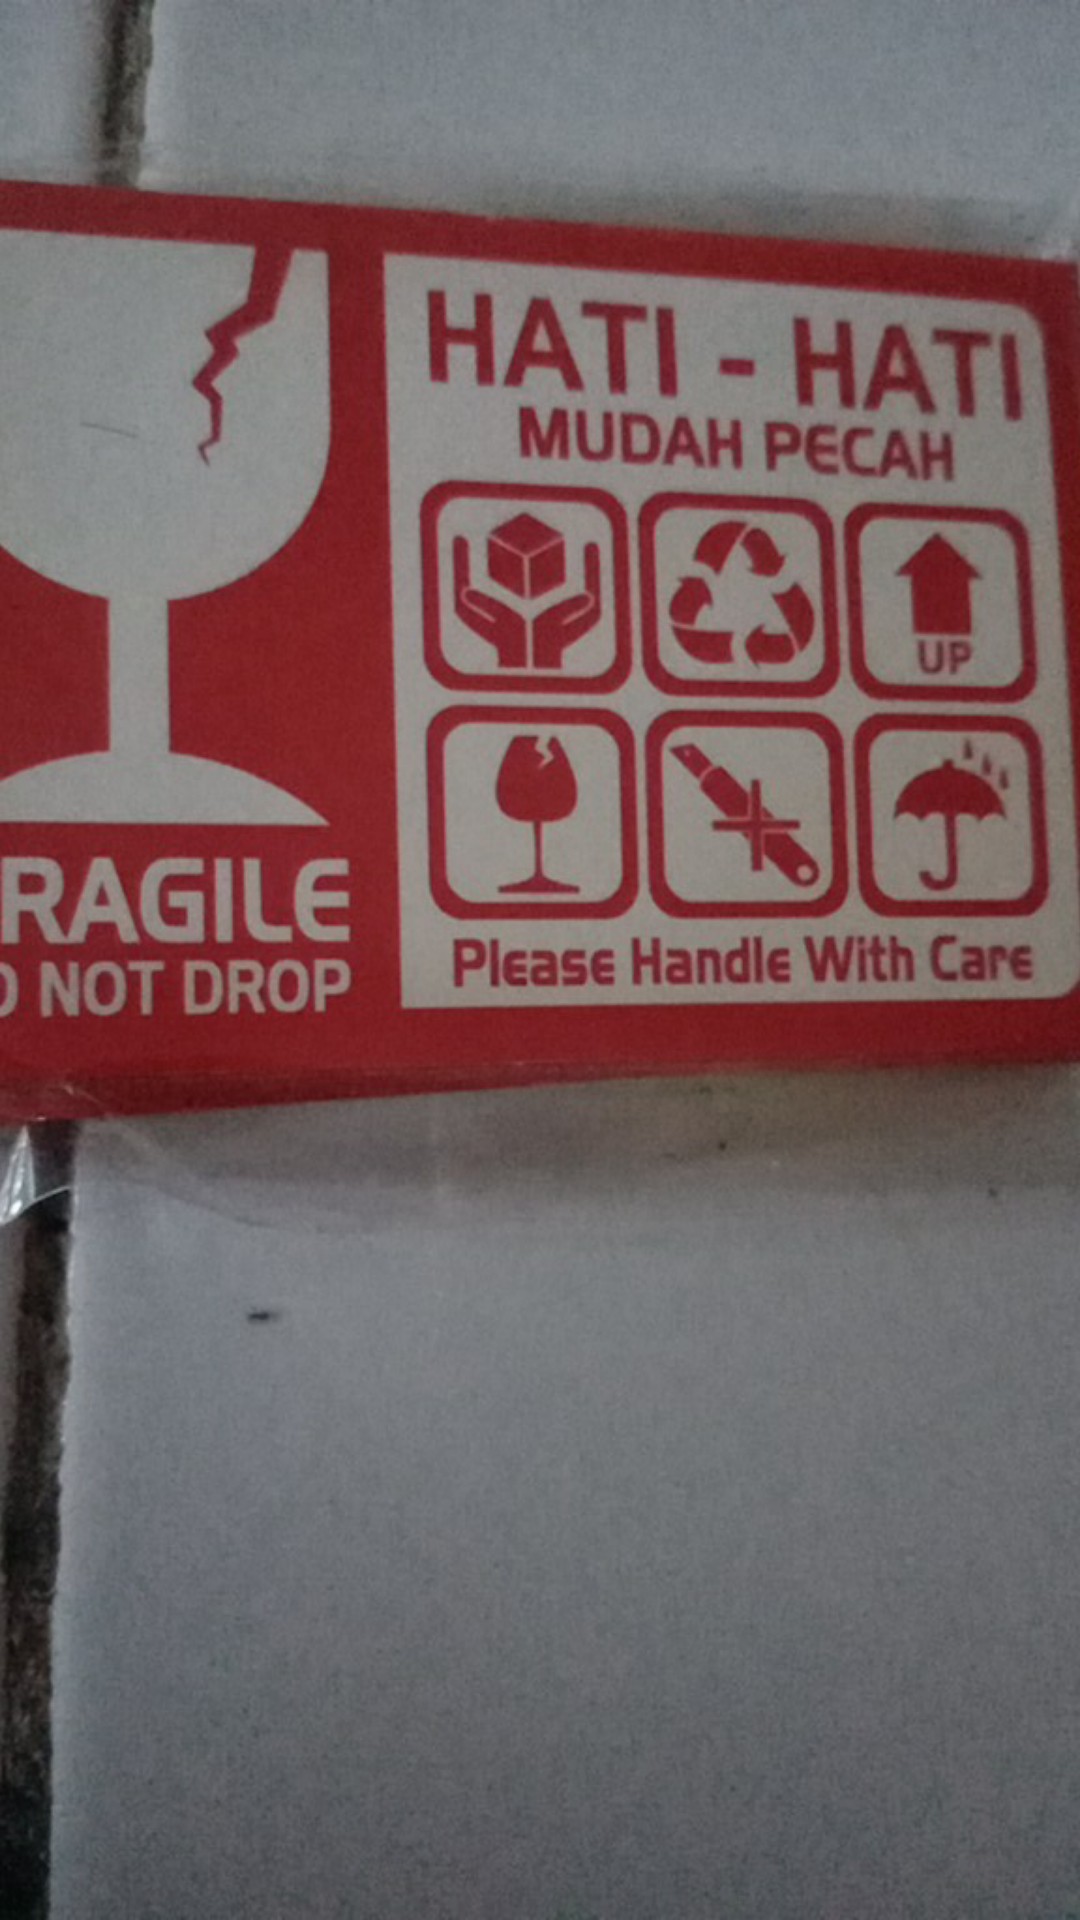 RAGILE
NOT DROP
HATI - HATI
MUDAH PECAH
UP
Please Handle With Care